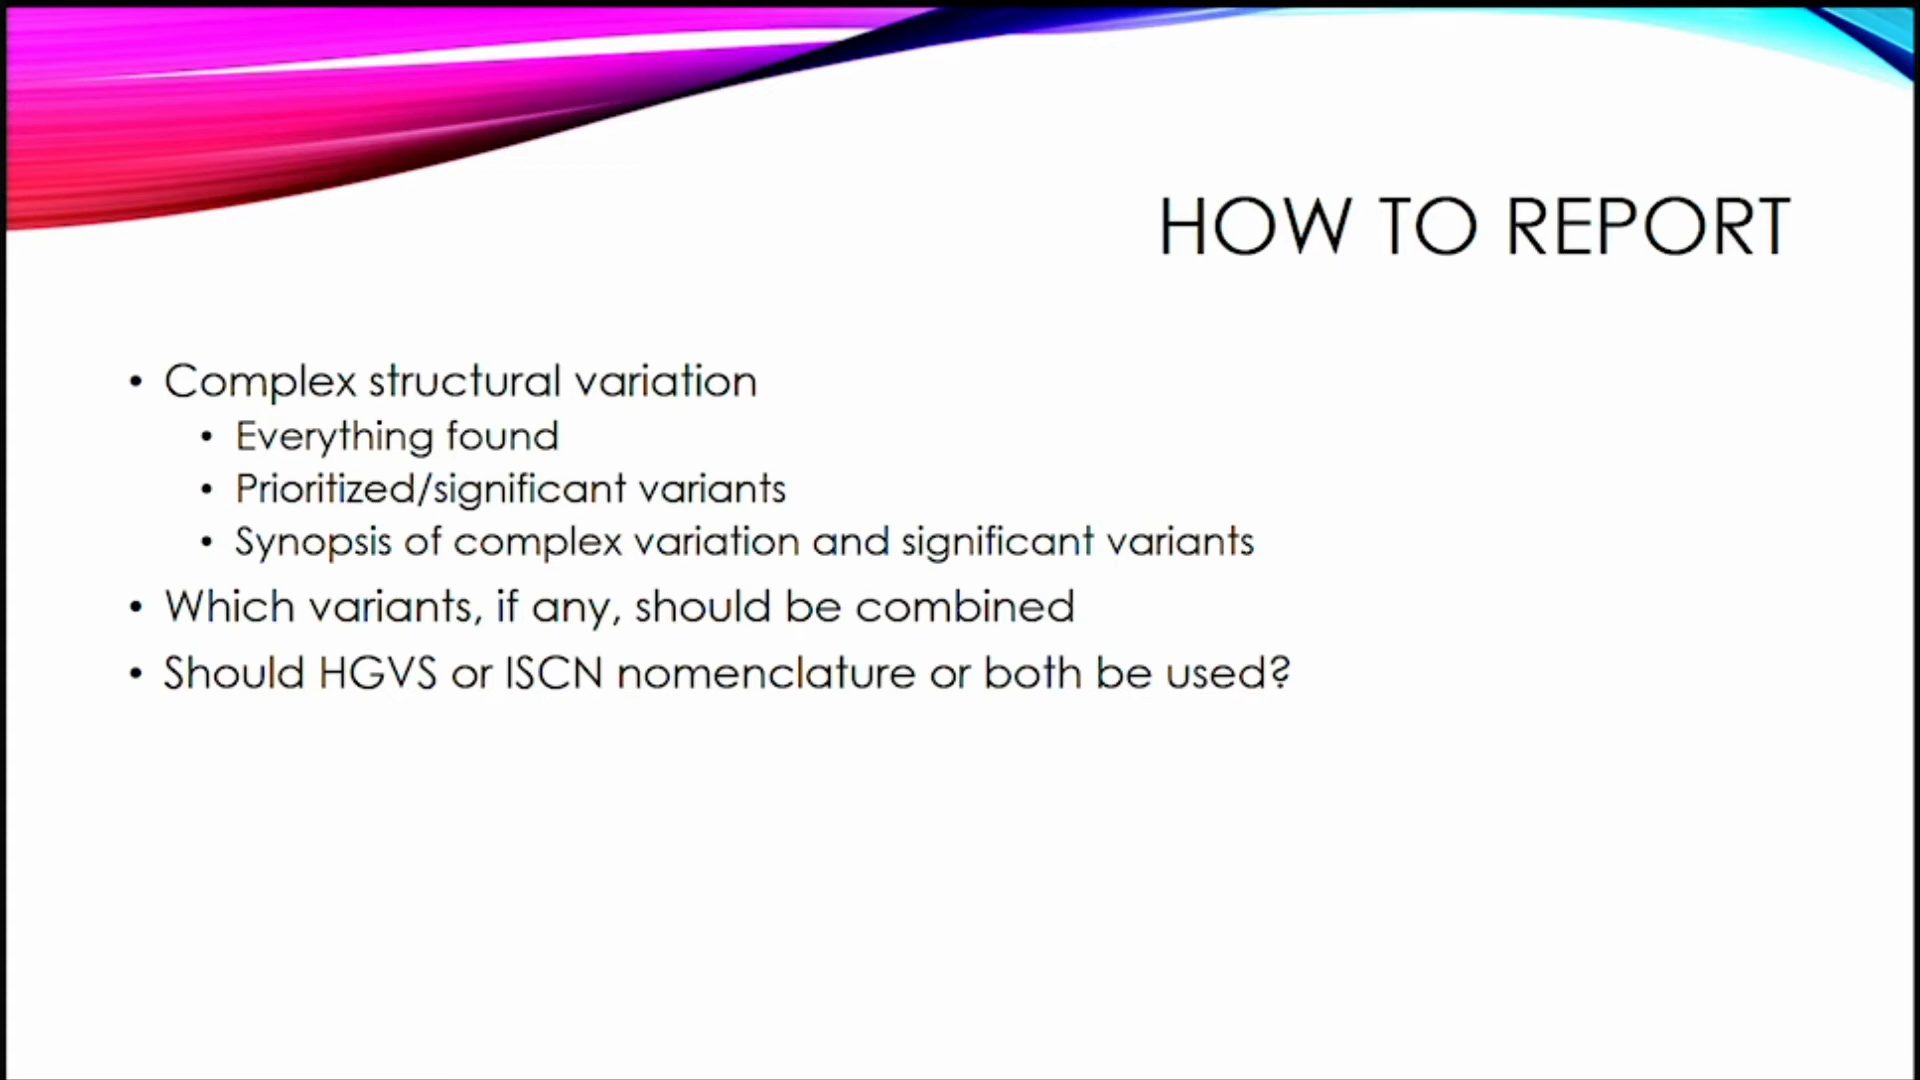 HOW TO REPORT
• Complex structural variation
• Everything found
• Prioritized/significant variants
• Synopsis of complex variation and significant variants
• Which variants, if any, should be combined
• Should HGVS or ISCN nomenclature or both be used?